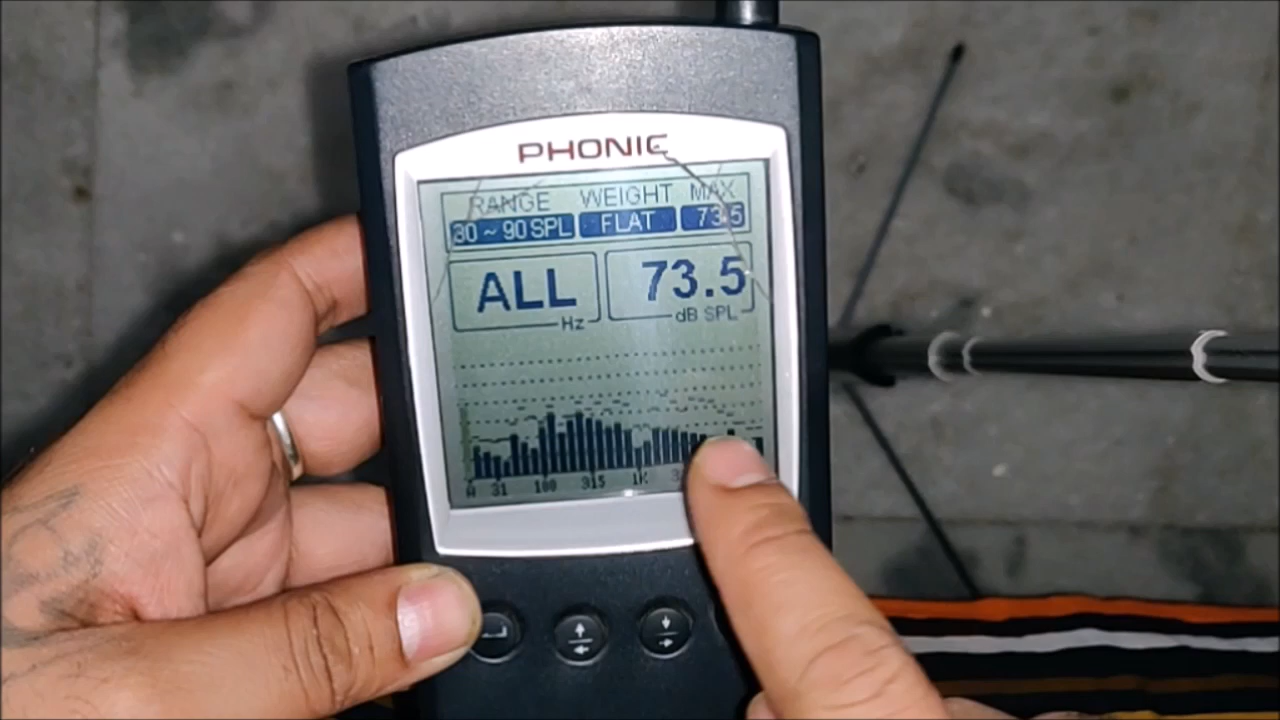 PHONIC
RANGE WEIGHT MAX
30 ~ 90 SPL FLAT 73.5
ALL 73.5
Hz dB SPL
A 31 100 315 1K